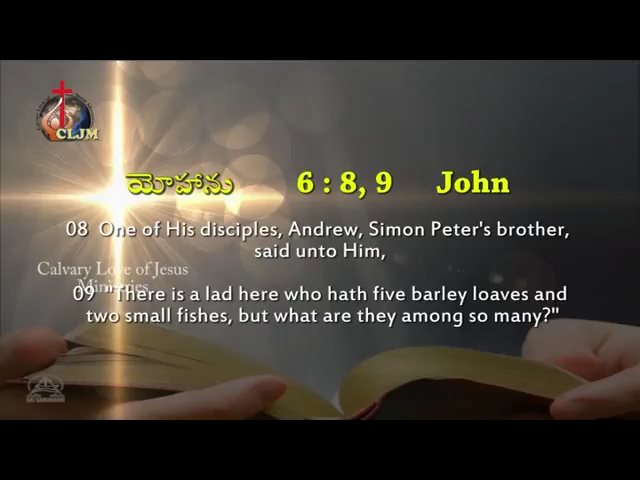 CLJM
యోహాను 6 : 8, 9 John
08 One of His disciples, Andrew, Simon Peter's brother,
said unto Him,
Calvary Love of Jesus
Ministries
09 "There is a lad here who hath five barley loaves and
two small fishes, but what are they among so many?"